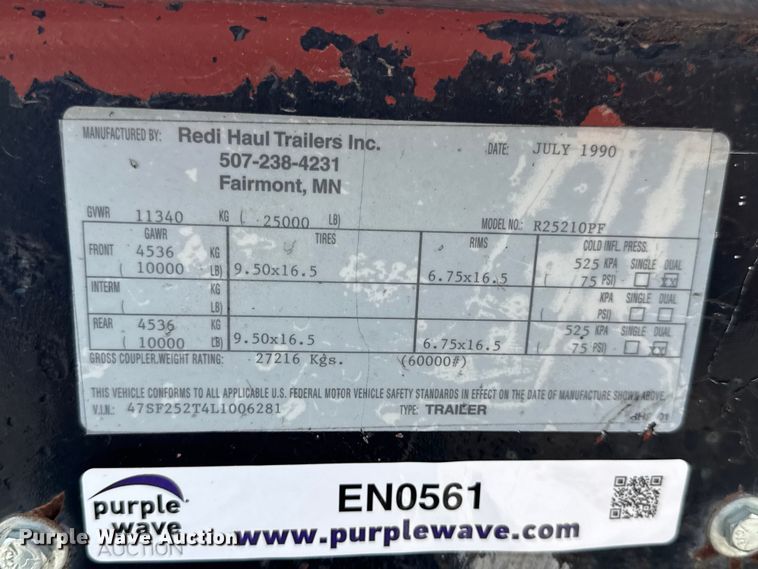 MANUFACTURED BY: Redi Haul Trailers Inc. DATE: JULY 1990
507-238-4231
Fairmont, MN
GVWR 11340 KG ( 25000 LB) MODEL NO: R25210PF
GAWR TIRES RIMS COLD INFL. PRESS.
FRONT 4536 KG 525 KPA SINGLE DUAL
( 10000 LB) 9.50x16.5 6.75x16.5 ( 75 PSI) xx
INTERM KG KPA SINGLE DUAL
( LB) ( PSI)
REAR 4536 KG 525 KPA SINGLE DUAL
( 10000 LB) 9.50x16.5 6.75x16.5 ( 75 PSI) xx
GROSS COUPLER WEIGHT RATING: 27216 Kgs. (60000#)
THIS VEHICLE CONFORMS TO ALL APPLICABLE U.S. FEDERAL MOTOR VEHICLE SAFETY STANDARDS IN EFFECT ON THE DATE OF MANUFACTURE SHOWN ABOVE.
V.I.N.: 47SF252T4L1006281 TYPE: TRAILER
purple wave AUCTION
EN0561
www.purplewave.com
Purple Wave Auction
Purple Wave Auction